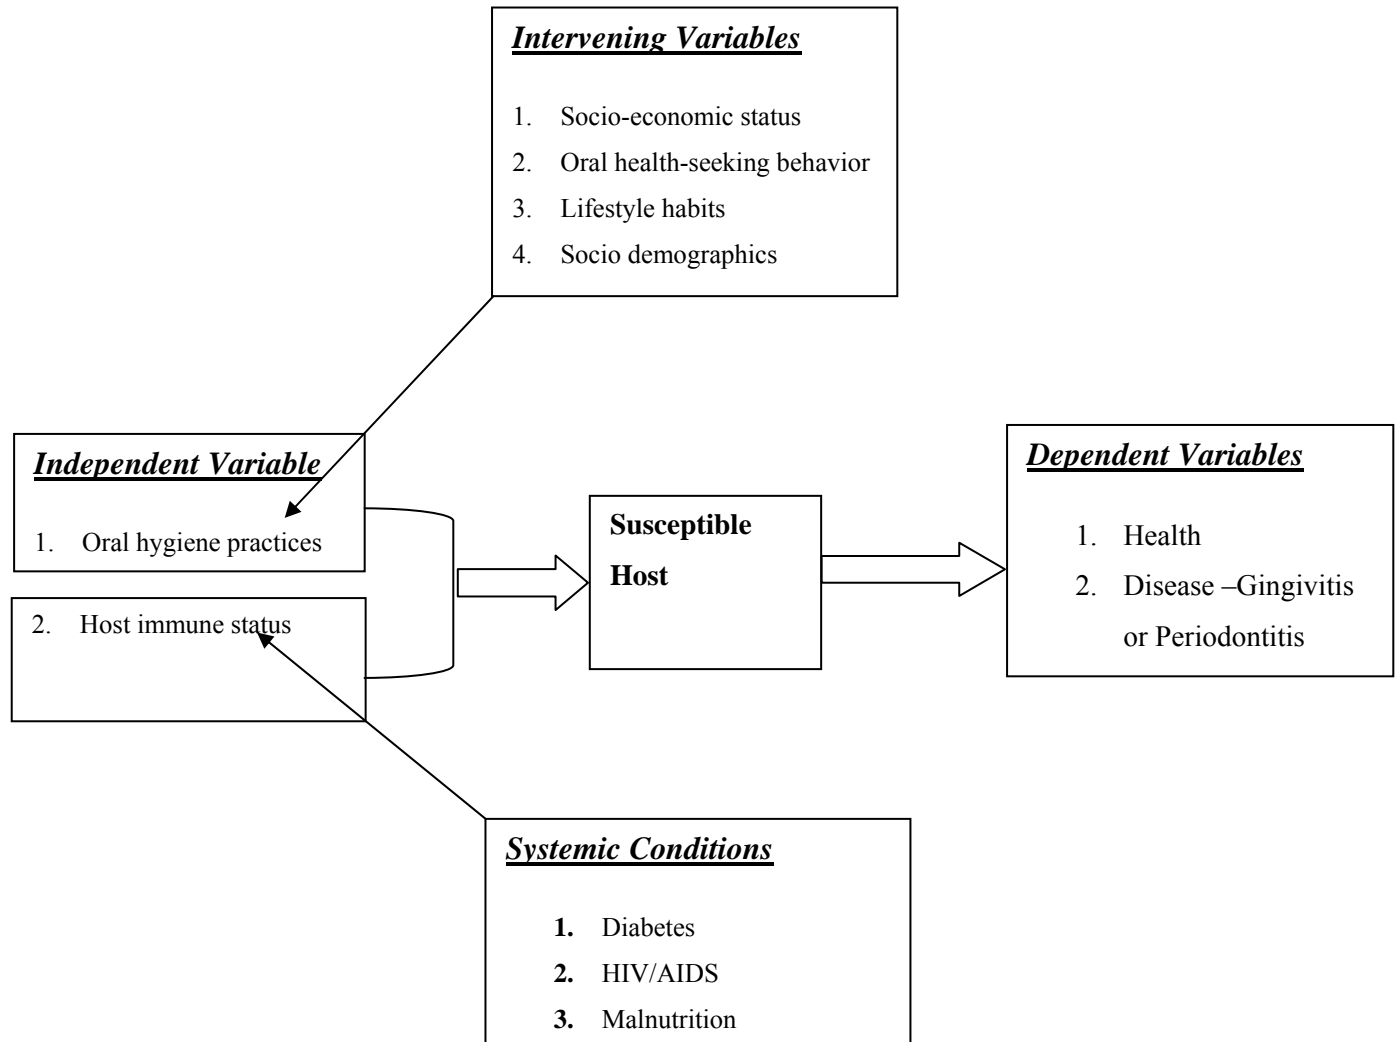 Intervening Variables
1. Socio-economic status
2. Oral health-seeking behavior
3. Lifestyle habits
4. Socio demographics
Independent Variable
1. Oral hygiene practices
2. Host immune status
Susceptible
Host
Dependent Variables
1. Health
2. Disease –Gingivitis
or Periodontitis
Systemic Conditions
1. Diabetes
2. HIV/AIDS
3. Malnutrition